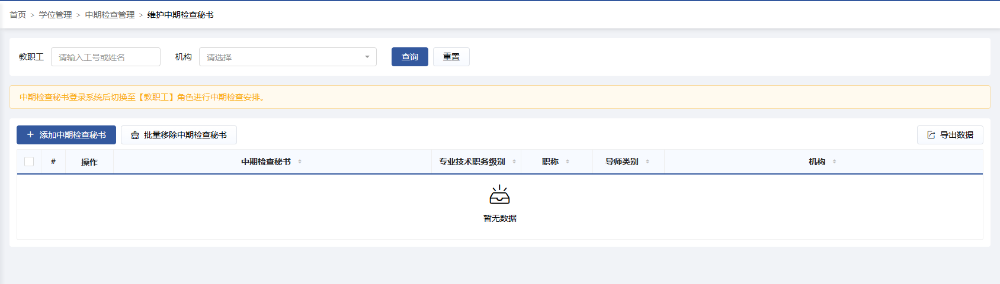 首页 > 学位管理 > 中期检查管理 > 维护中期检查秘书
教职工 请输入工号或姓名 机构 请选择 查询 重置
中期检查秘书登录系统后切换至【教职工】角色进行中期检查安排。
添加中期检查秘书 批量移除中期检查秘书 导出数据
# 操作 中期检查秘书 专业技术职务级别 职称 导师类别 机构
暂无数据